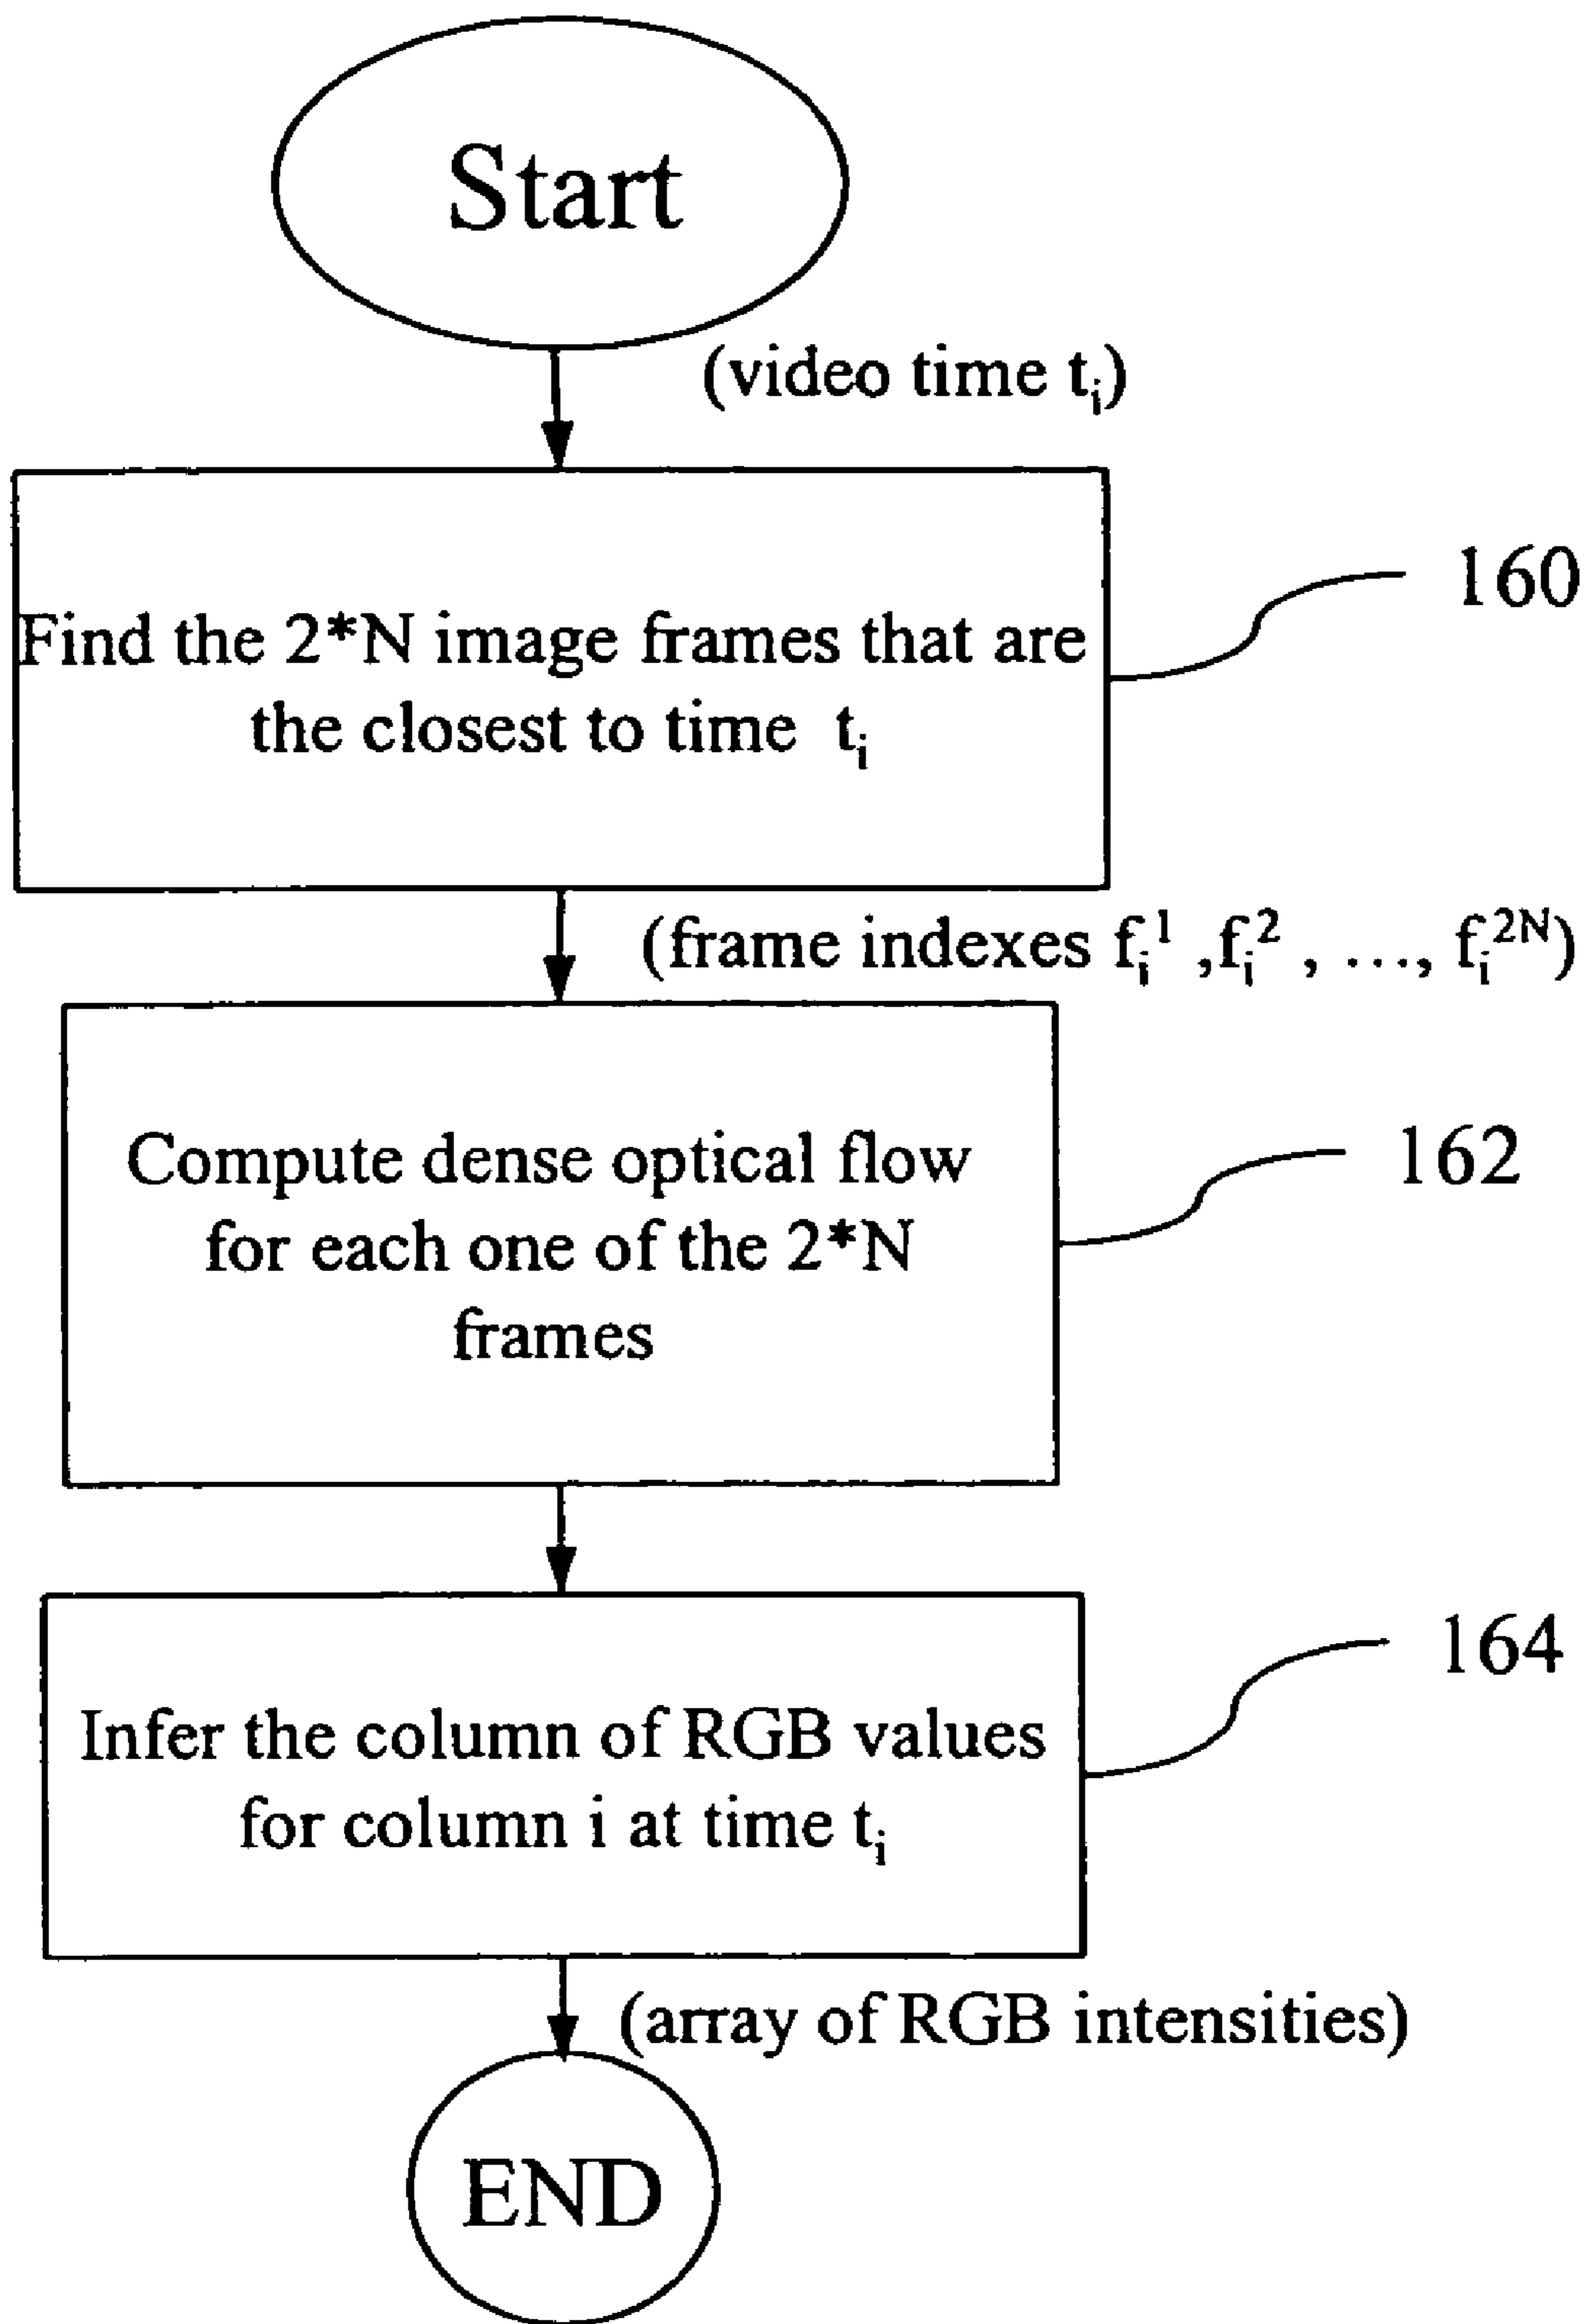 Start
(video time tᵢ)
160
Find the 2*N image frames that are
the closest to time tᵢ
(frame indexes fᵢ¹ ,fᵢ² , ..., fᵢ²ᴺ)
162
Compute dense optical flow
for each one of the 2*N
frames
164
Infer the column of RGB values
for column i at time tᵢ
(array of RGB intensities)
END